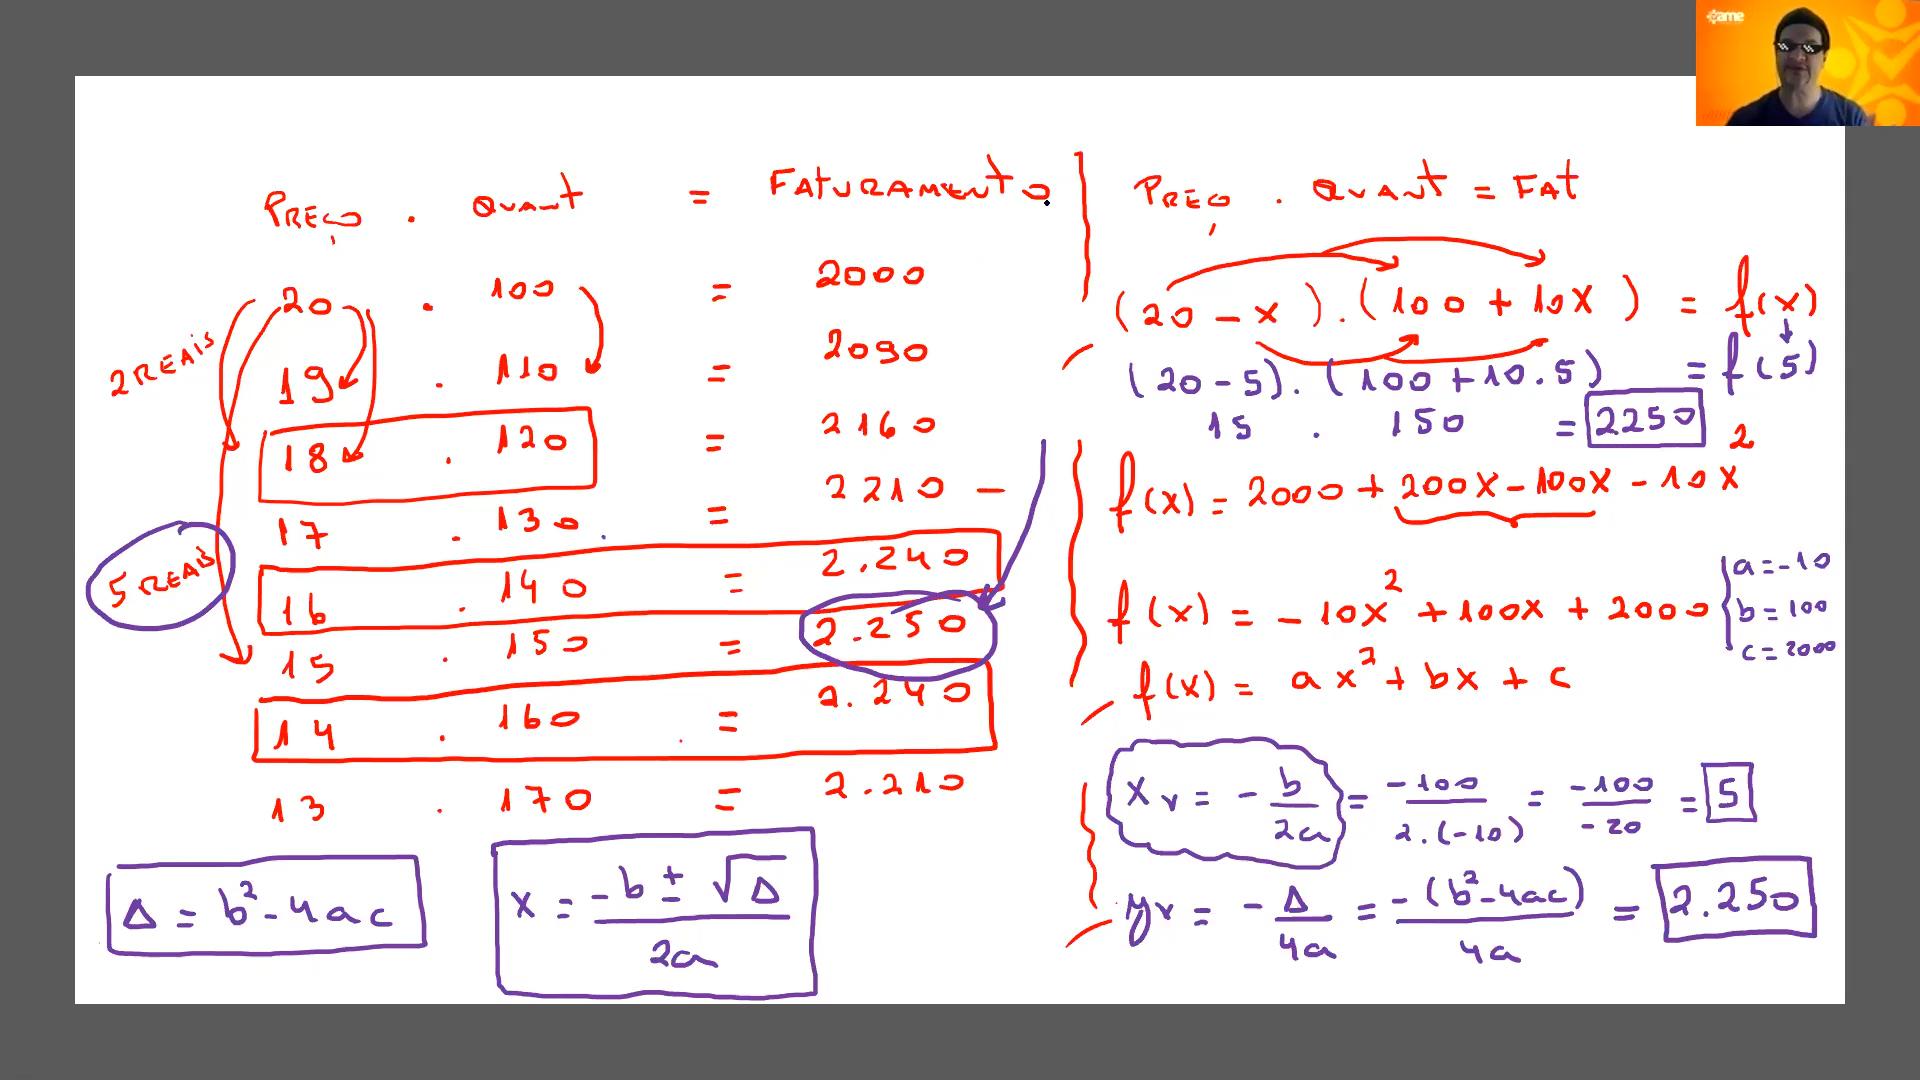 eame
PREÇO . QUANT = FATURAMENTO
20 . 100 = 2000
2 REAIS
19 . 110 = 2090
18 . 120 = 2160
17 . 130 = 2210 -
5 REAIS
16 . 140 = 2.240
15 . 150 = 2.250
14 . 160 = 2.240
13 . 170 = 2.210
Δ = b² - 4ac
x = -b ± √Δ / 2a
PREÇO . QUANT = FAT
(20 - x) . (100 + 10x) = f(x)
(20 - 5) . (100 + 10.5) = f(5)
15 . 150 = 2250
f(x) = 2000 + 200x - 100x - 10x²
f(x) = -10x² + 100x + 2000
a = -10
b = 100
c = 2000
f(x) = ax² + bx + c
Xv = - b/2a = -100 / 2.(-10) = -100 / -20 = 5
yv = - Δ/4a = -(b² - 4ac) / 4a = 2.250